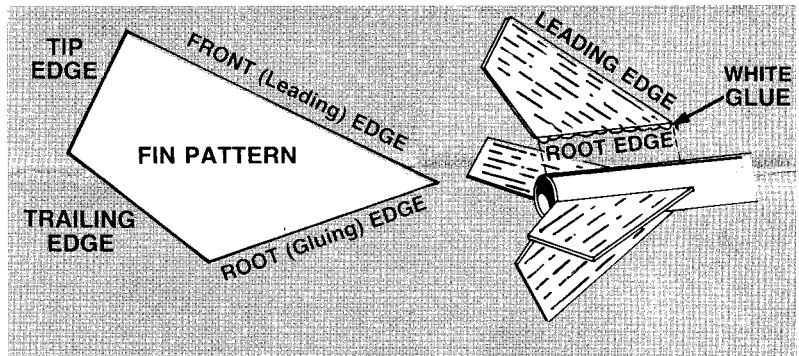 TIP
EDGE
FRONT (Leading) EDGE
FIN PATTERN
TRAILING
EDGE
ROOT (Gluing) EDGE
LEADING EDGE
WHITE
GLUE
ROOT EDGE